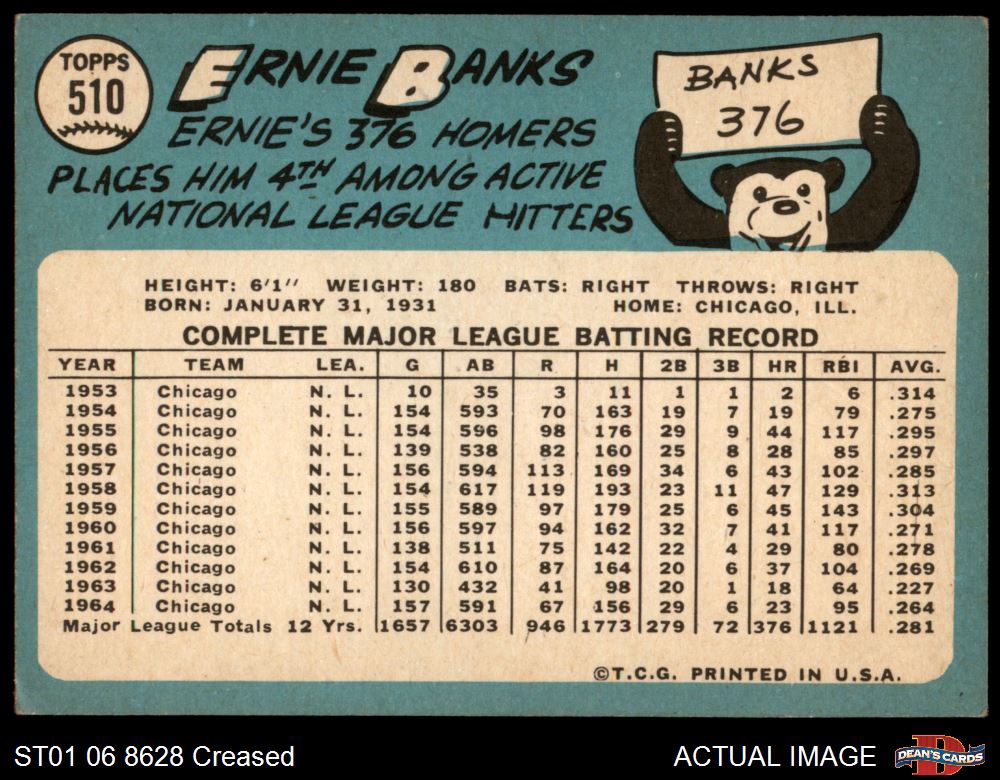 TOPPS
510
ERNIE BANKS
ERNIE'S 376 HOMERS
PLACES HIM 4TH AMONG ACTIVE
NATIONAL LEAGUE HITTERS
BANKS
376
HEIGHT: 6'1" WEIGHT: 180 BATS: RIGHT THROWS: RIGHT
BORN: JANUARY 31, 1931 HOME: CHICAGO, ILL.
COMPLETE MAJOR LEAGUE BATTING RECORD
YEAR TEAM LEA. G AB R H 2B 3B HR RBI AVG.
1953 Chicago N. L. 10 35 3 11 1 1 2 6 .314
1954 Chicago N. L. 154 593 70 163 19 7 19 79 .275
1955 Chicago N. L. 154 596 98 176 29 9 44 117 .295
1956 Chicago N. L. 139 538 82 160 25 8 28 85 .297
1957 Chicago N. L. 156 594 113 169 34 6 43 102 .285
1958 Chicago N. L. 154 617 119 193 23 11 47 129 .313
1959 Chicago N. L. 155 589 97 179 25 6 45 143 .304
1960 Chicago N. L. 156 597 94 162 32 7 41 117 .271
1961 Chicago N. L. 138 511 75 142 22 4 29 80 .278
1962 Chicago N. L. 154 610 87 164 20 6 37 104 .269
1963 Chicago N. L. 130 432 41 98 20 1 18 64 .227
1964 Chicago N. L. 157 591 67 156 29 6 23 95 .264
Major League Totals 12 Yrs. 1657 6303 946 1773 279 72 376 1121 .281
©T.C.G. PRINTED IN U.S.A.
ST01 06 8628 Creased
ACTUAL IMAGE
DEAN'S CARDS